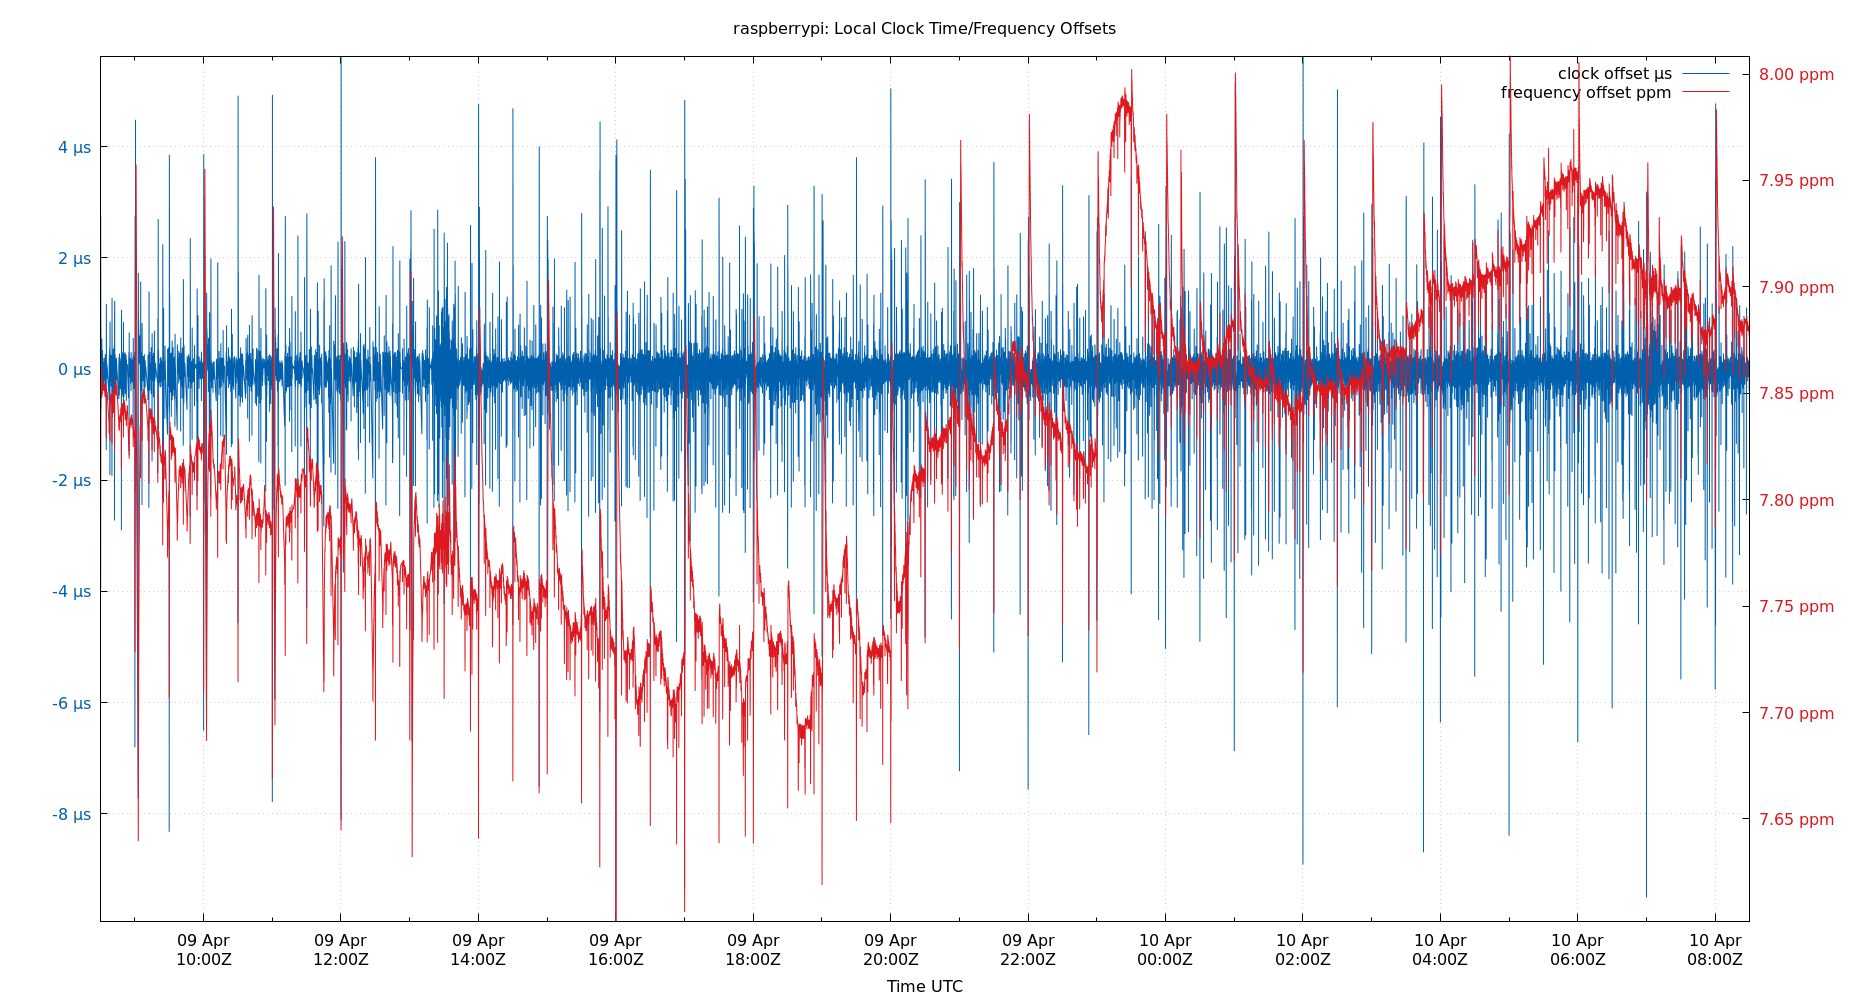 raspberrypi: Local Clock Time/Frequency Offsets
clock offset µs
frequency offset ppm
4 µs
2 µs
0 µs
-2 µs
-4 µs
-6 µs
-8 µs
8.00 ppm
7.95 ppm
7.90 ppm
7.85 ppm
7.80 ppm
7.75 ppm
7.70 ppm
7.65 ppm
09 Apr 09 Apr 09 Apr 09 Apr 09 Apr 09 Apr 09 Apr 10 Apr 10 Apr 10 Apr 10 Apr 10 Apr
10:00Z 12:00Z 14:00Z 16:00Z 18:00Z 20:00Z 22:00Z 00:00Z 02:00Z 04:00Z 06:00Z 08:00Z
Time UTC